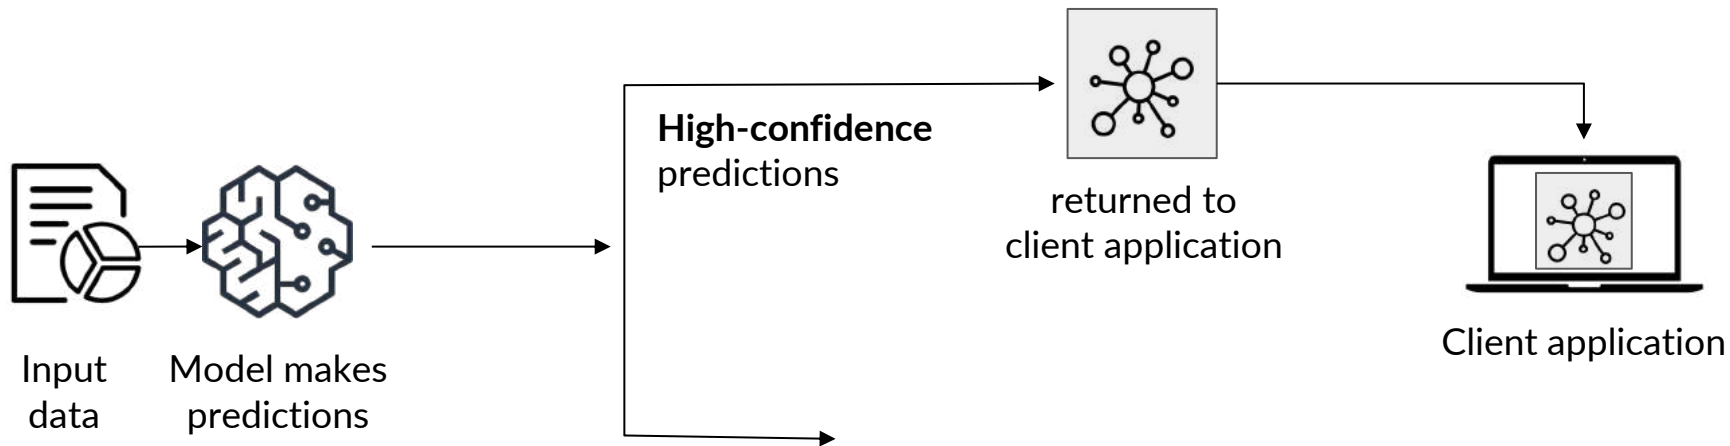 High-confidence
predictions
returned to
client application
Client application
Input
data
Model makes
predictions